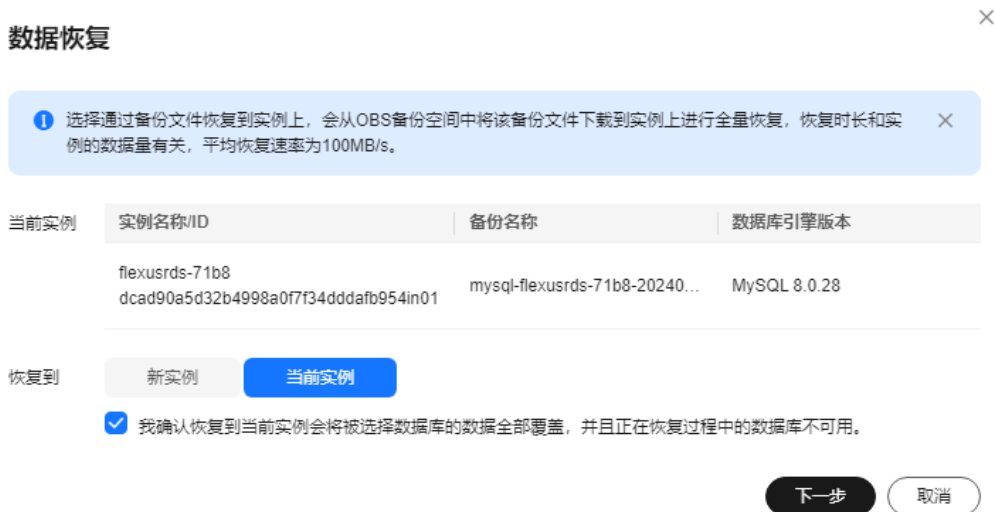 数据恢复
选择通过备份文件恢复到实例上，会从OBS备份空间中将该备份文件下载到实例上进行全量恢复，恢复时长和实
例的数据量有关，平均恢复速率为100MB/s。
当前实例 实例名称/ID 备份名称 数据库引擎版本
flexusrds-71b8
dcad90a5d32b4998a0f7f34dddafb954in01 mysql-flexusrds-71b8-20240... MySQL 8.0.28
恢复到 新实例 当前实例
我确认恢复到当前实例会将被选择数据库的数据全部覆盖，并且正在恢复过程中的数据库不可用。
下一步 取消